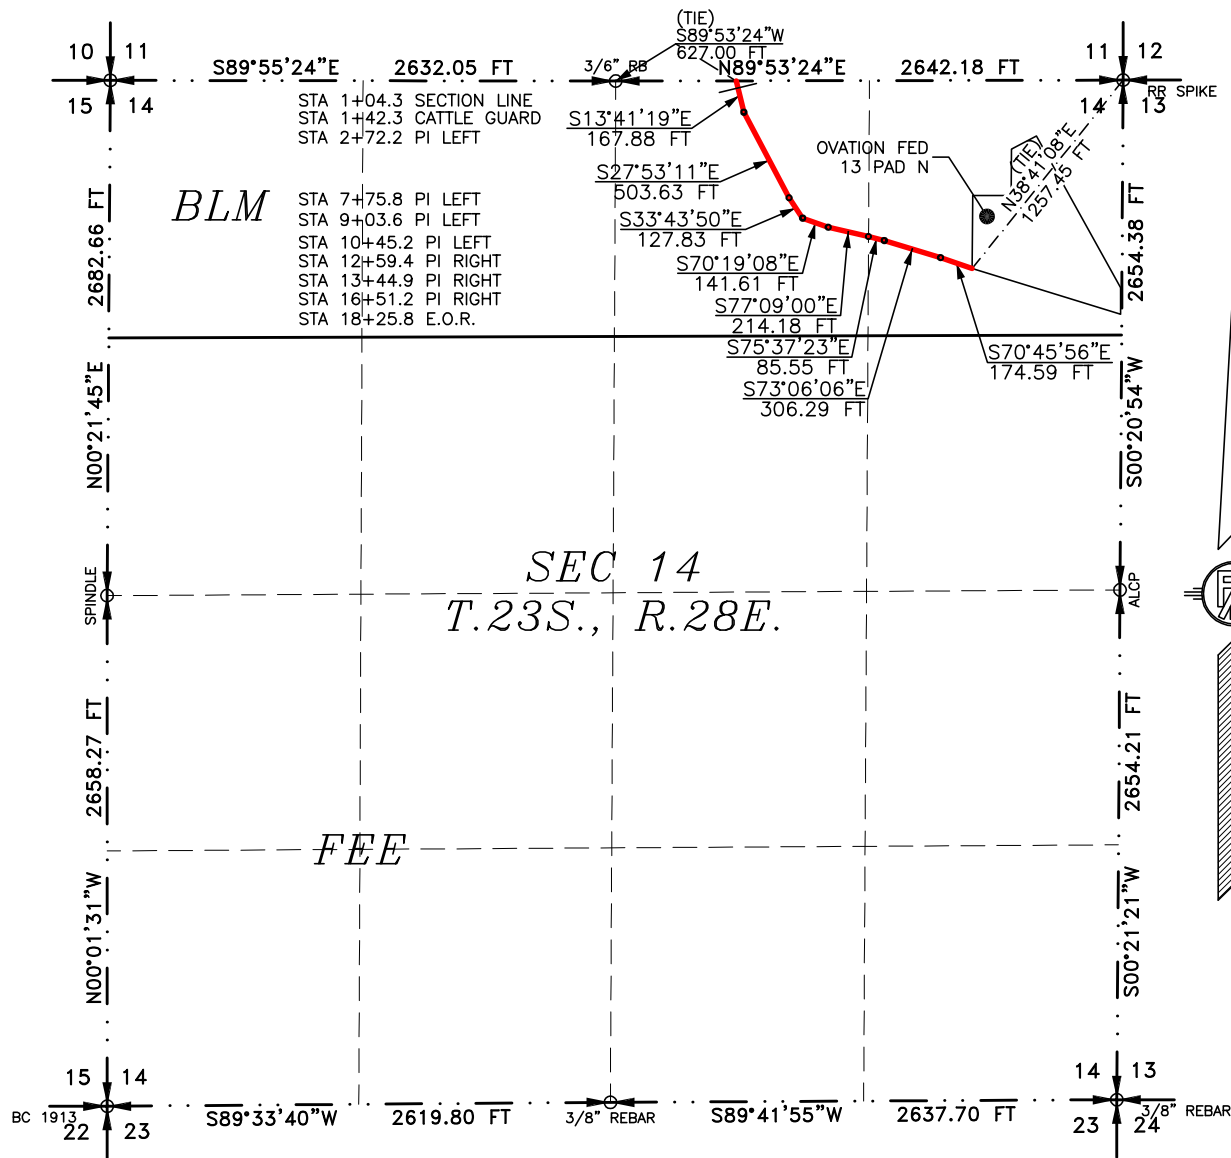 (TIE)
S89°53'24"W
627.00 FT
10
11
15
14
S89°55'24"E
2632.05 FT
3/6" RB
N89°53'24"E
2642.18 FT
11
12
14
13
RR SPIKE
STA 1+04.3 SECTION LINE
STA 1+42.3 CATTLE GUARD
STA 2+72.2 PI LEFT
STA 7+75.8 PI LEFT
STA 9+03.6 PI LEFT
STA 10+45.2 PI LEFT
STA 12+59.4 PI RIGHT
STA 13+44.9 PI RIGHT
STA 16+51.2 PI RIGHT
STA 18+25.8 E.O.R.
BLM
S13°41'19"E
167.88 FT
S27°53'11"E
503.63 FT
S33°43'50"E
127.83 FT
S70°19'08"E
141.61 FT
S77°09'00"E
214.18 FT
S75°37'23"E
85.55 FT
S73°06'06"E
306.29 FT
S70°45'56"E
174.59 FT
OVATION FED
13 PAD N
(TIE)
N38°41'08"E
1257.45 FT
2682.66 FT
N00°21'45"E
2654.38 FT
S00°20'54"W
SPINDLE
ALCP
SEC 14
T.23S., R.28E.
2658.27 FT
N00°01'31"W
2654.21 FT
S00°21'21"W
FEE
15
14
BC 1913
22
23
S89°33'40"W
2619.80 FT
3/8" REBAR
S89°41'55"W
2637.70 FT
14
13
23
24
3/8" REBAR